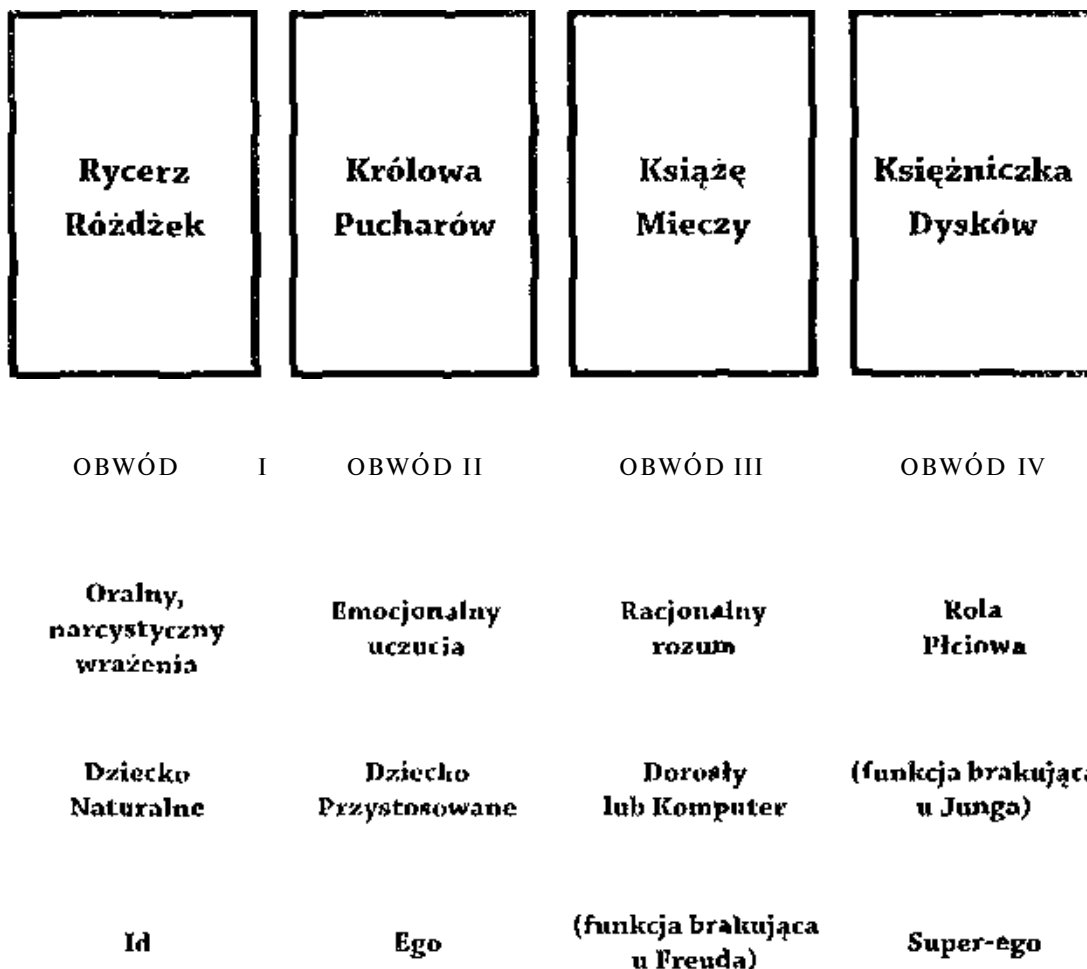 Rycerz
Różdżek
Królowa
Pucharów
Książę
Mieczy
Księżniczka
Dysków
OBWÓD I
OBWÓD II
OBWÓD III
OBWÓD IV
Oralny,
narcystyczny
wrażenia
Emocjonalny
uczucia
Racjonalny
rozum
Rola
Płciowa
Dziecko
Naturalne
Dziecko
Przystosowane
Dorosły
lub Komputer
(funkcja brakująca
u Junga)
Id
Ego
(funkcja brakująca
u Freuda)
Super-ego